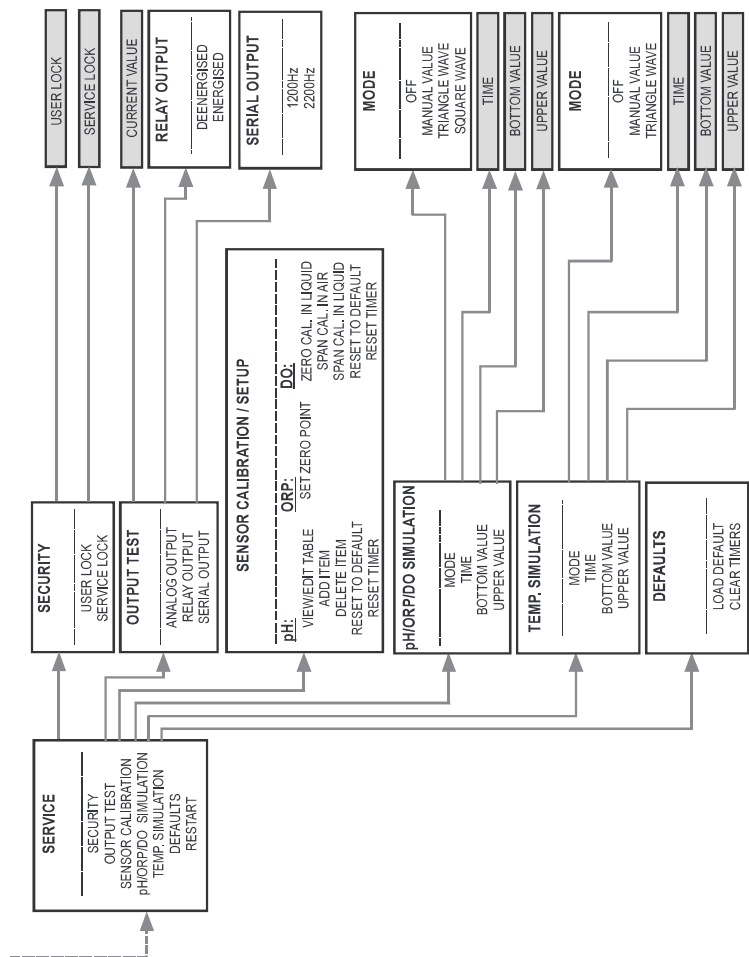 SERVICE
SECURITY
OUTPUT TEST
SENSOR CALIBRATION
pH/ORP/DO SIMULATION
TEMP. SIMULATION
DEFAULTS
RESTART
SECURITY
USER LOCK
SERVICE LOCK
USER LOCK
SERVICE LOCK
OUTPUT TEST
ANALOG OUTPUT
RELAY OUTPUT
SERIAL OUTPUT
CURRENT VALUE
RELAY OUTPUT
DEENERGISED
ENERGISED
SERIAL OUTPUT
1200Hz
2200Hz
SENSOR CALIBRATION / SETUP
pH:
VIEW/EDIT TABLE
ADD ITEM
DELETE ITEM
RESET TO DEFAULT
RESET TIMER
ORP:
SET ZERO POINT
DO:
ZERO CAL. IN LIQUID
SPAN CAL. IN AIR
SPAN CAL. IN LIQUID
RESET TO DEFAULT
RESET TIMER
pH/ORP/DO SIMULATION
MODE
TIME
BOTTOM VALUE
UPPER VALUE
MODE
OFF
MANUAL VALUE
TRIANGLE WAVE
SQUARE WAVE
TIME
BOTTOM VALUE
UPPER VALUE
TEMP. SIMULATION
MODE
TIME
BOTTOM VALUE
UPPER VALUE
MODE
OFF
MANUAL VALUE
TRIANGLE WAVE
TIME
BOTTOM VALUE
UPPER VALUE
DEFAULTS
LOAD DEFAULT
CLEAR TIMERS